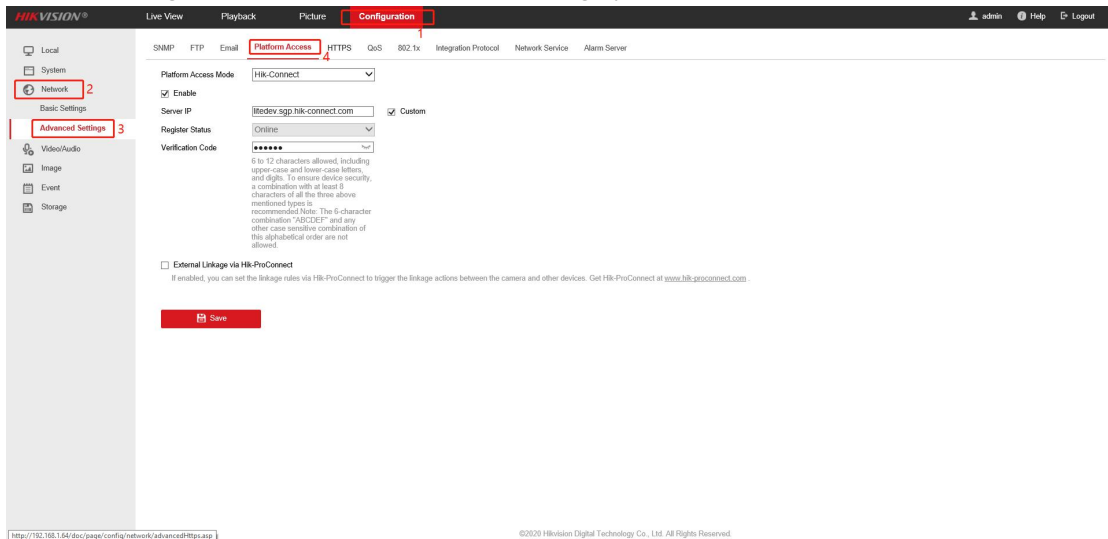 HIKVISION®
Live View
Playback
Picture
Configuration
1
admin
Help
Logout
Local
System
Network
2
Basic Settings
Advanced Settings
3
Video/Audio
Image
Event
Storage
SNMP
FTP
Email
Platform Access
4
HTTPS
QoS
802.1x
Integration Protocol
Network Service
Alarm Server
Platform Access Mode
Hik-Connect
Enable
Server IP
litedev.sgp.hik-connect.com
Custom
Register Status
Online
Verification Code
••••••
6 to 12 characters allowed, including
upper-case and lower-case letters,
and digits. To ensure device security,
a combination with at least 8
characters of all the three above
mentioned types is
recommended.Note: The 6-character
combination "ABCDEF" and any
other case sensitive combination of
this alphabetical order are not
allowed.
External Linkage via Hik-ProConnect
If enabled, you can set the linkage rules via Hik-ProConnect to trigger the linkage actions between the camera and other devices. Get Hik-ProConnect at www.hik-proconnect.com .
Save
©2020 Hikvision Digital Technology Co., Ltd. All Rights Reserved.
http://192.168.1.64/doc/page/config/network/advancedHttps.asp